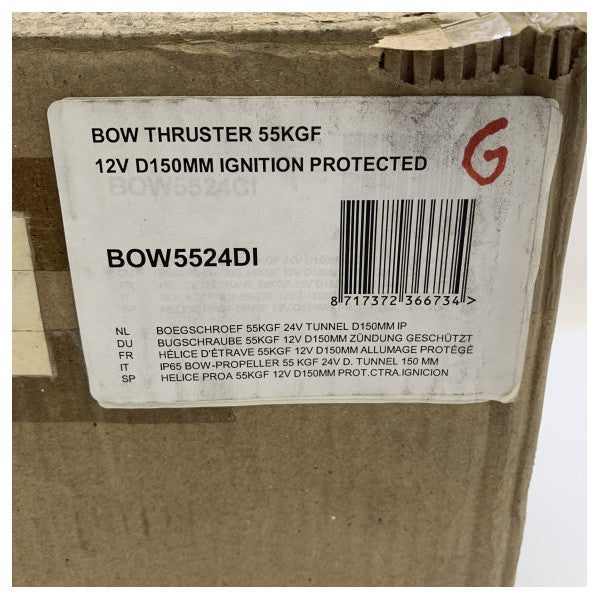 BOW THRUSTER 55KGF
12V D150MM IGNITION PROTECTED
G
BOW5524DI
8 717372 366734 >
NL BOEGSCHROEF 55KGF 24V TUNNEL D150MM IP
DU BUGSCHRAUBE 55KGF 12V D150MM ZÜNDUNG GESCHÜTZT
FR HÉLICE D'ÉTRAVE 55KGF 12V D150MM ALLUMAGE PROTÉGÉ
IT IP65 BOW-PROPELLER 55 KGF 24V D. TUNNEL 150 MM
SP HELICE PROA 55KGF 12V D150MM PROT.CTRA.IGNICION